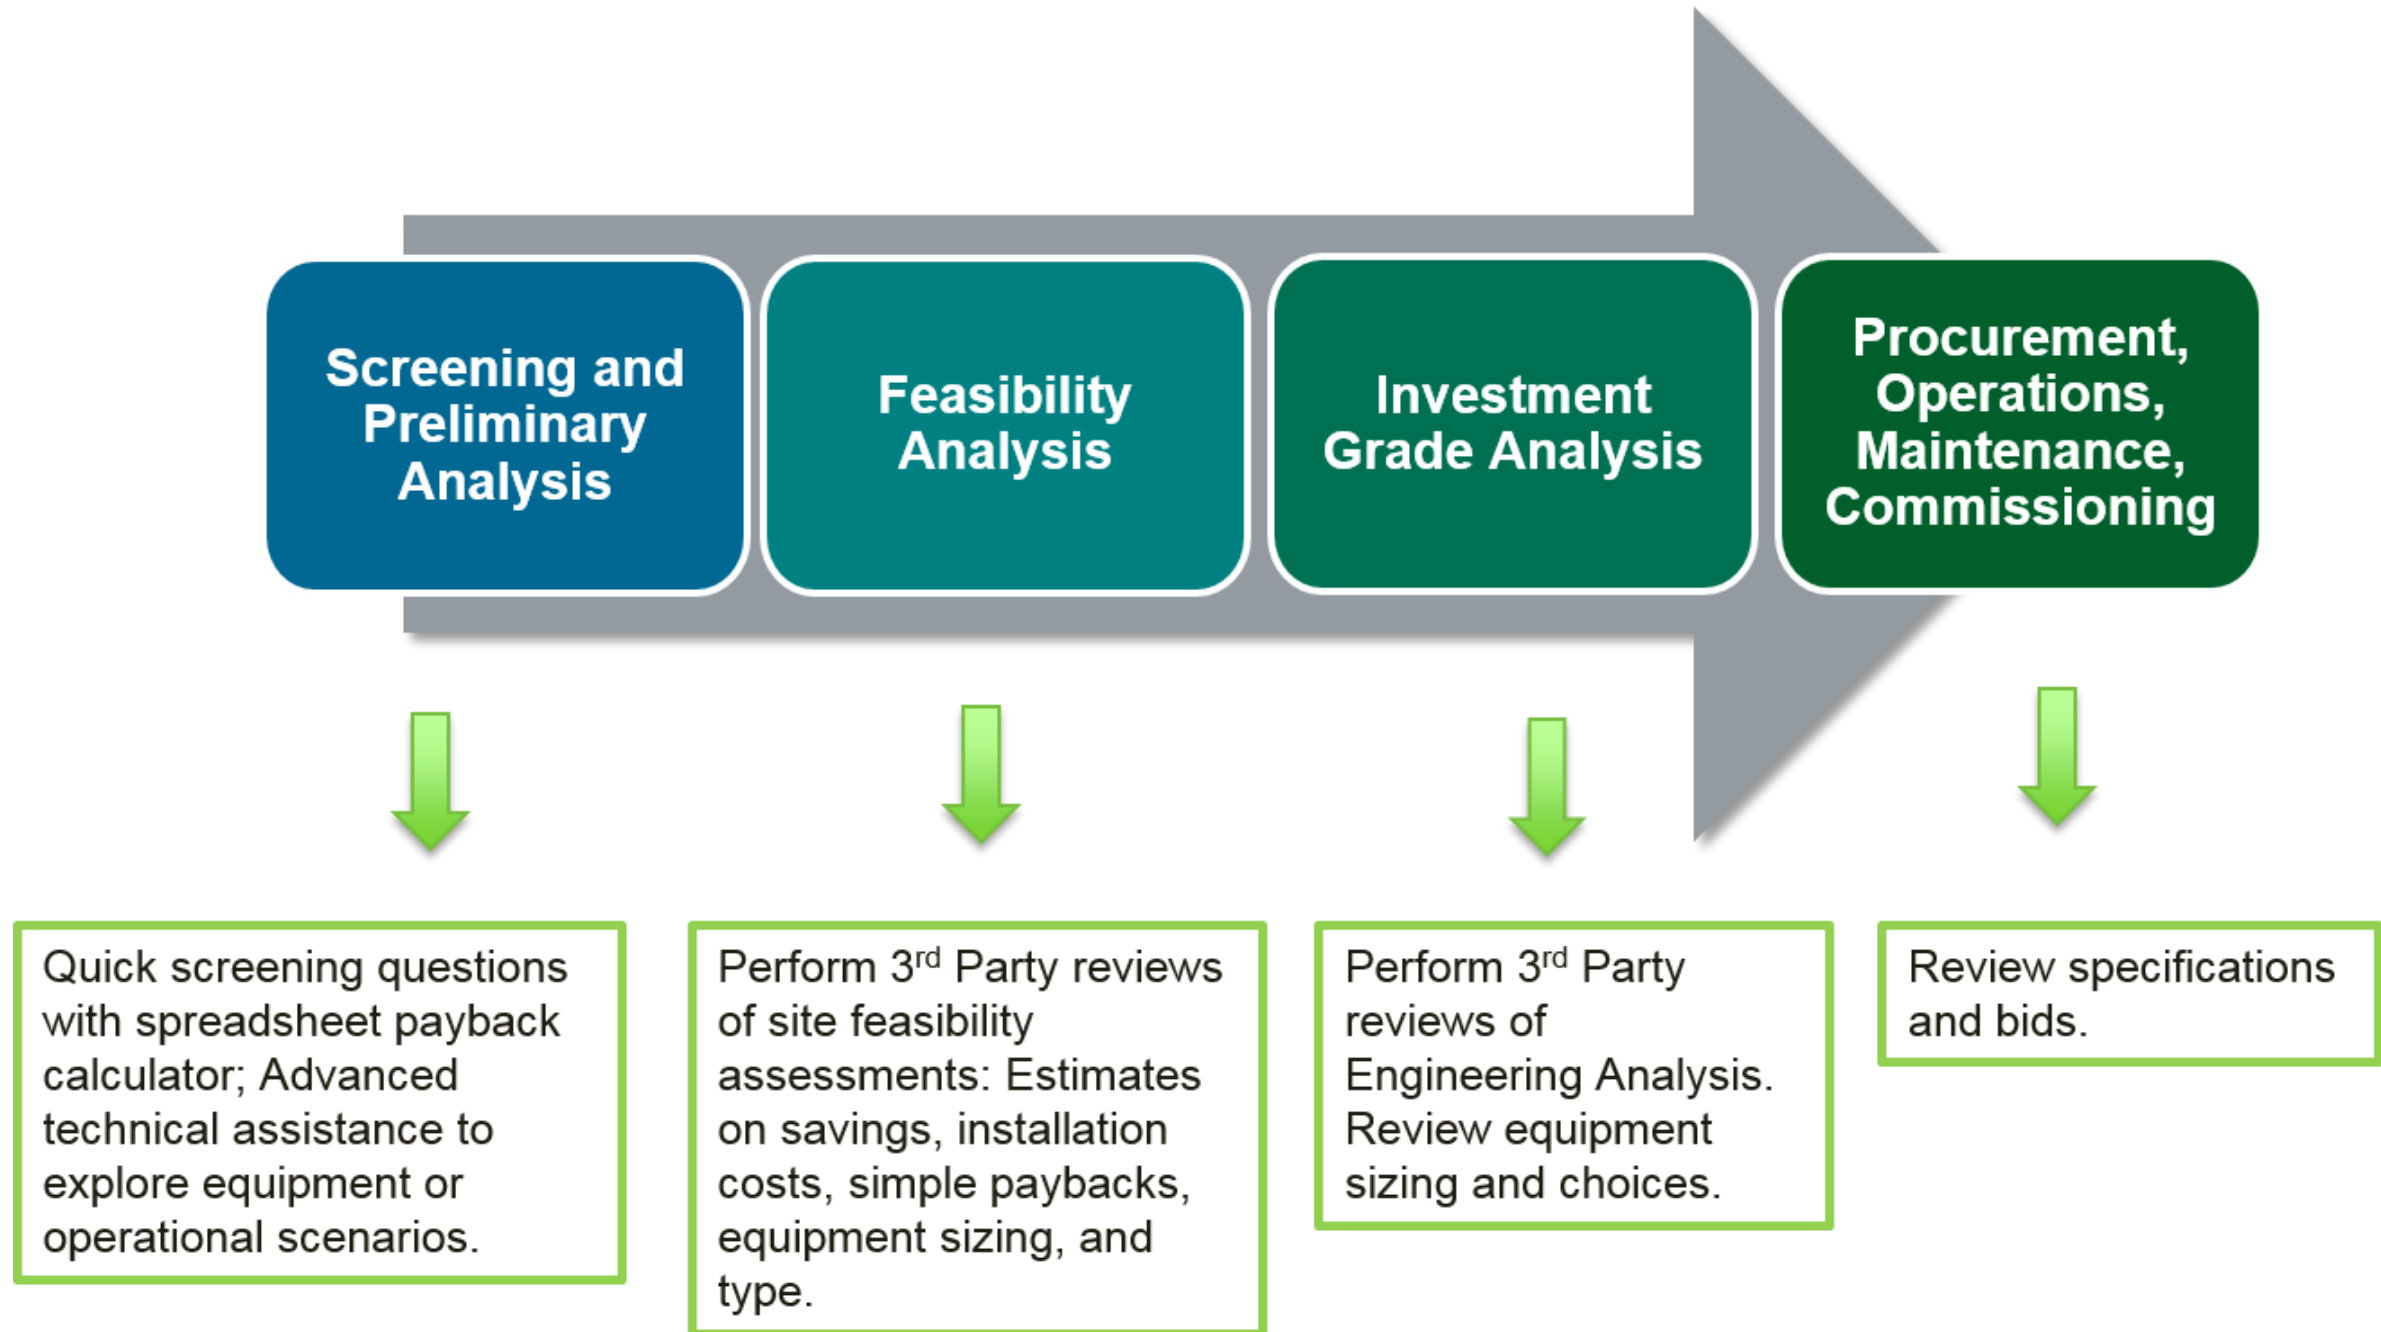 Screening and
Preliminary
Analysis
Feasibility
Analysis
Investment
Grade Analysis
Procurement,
Operations,
Maintenance,
Commissioning
Quick screening questions
with spreadsheet payback
calculator; Advanced
technical assistance to
explore equipment or
operational scenarios.
Perform 3rd Party reviews
of site feasibility
assessments: Estimates
on savings, installation
costs, simple paybacks,
equipment sizing, and
type.
Perform 3rd Party
reviews of
Engineering Analysis.
Review equipment
sizing and choices.
Review specifications
and bids.